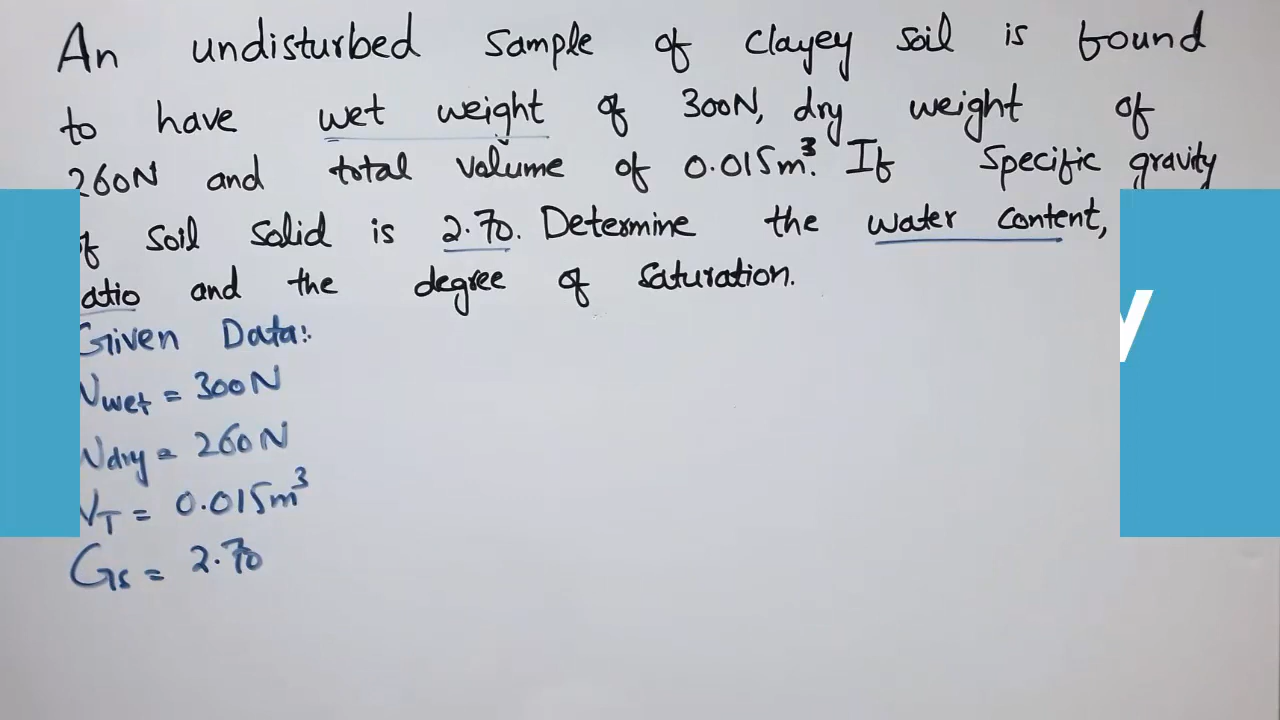 An undisturbed sample of clayey soil is found
to have wet weight of 300N, dry weight of
260N and total volume of 0.015m³. If specific gravity
of soil solid is 2.70. Determine the water content,
atio and the degree of saturation.
Given Data:
Wwet = 300N
Wdry = 260N
VT = 0.015m³
Gs = 2.70